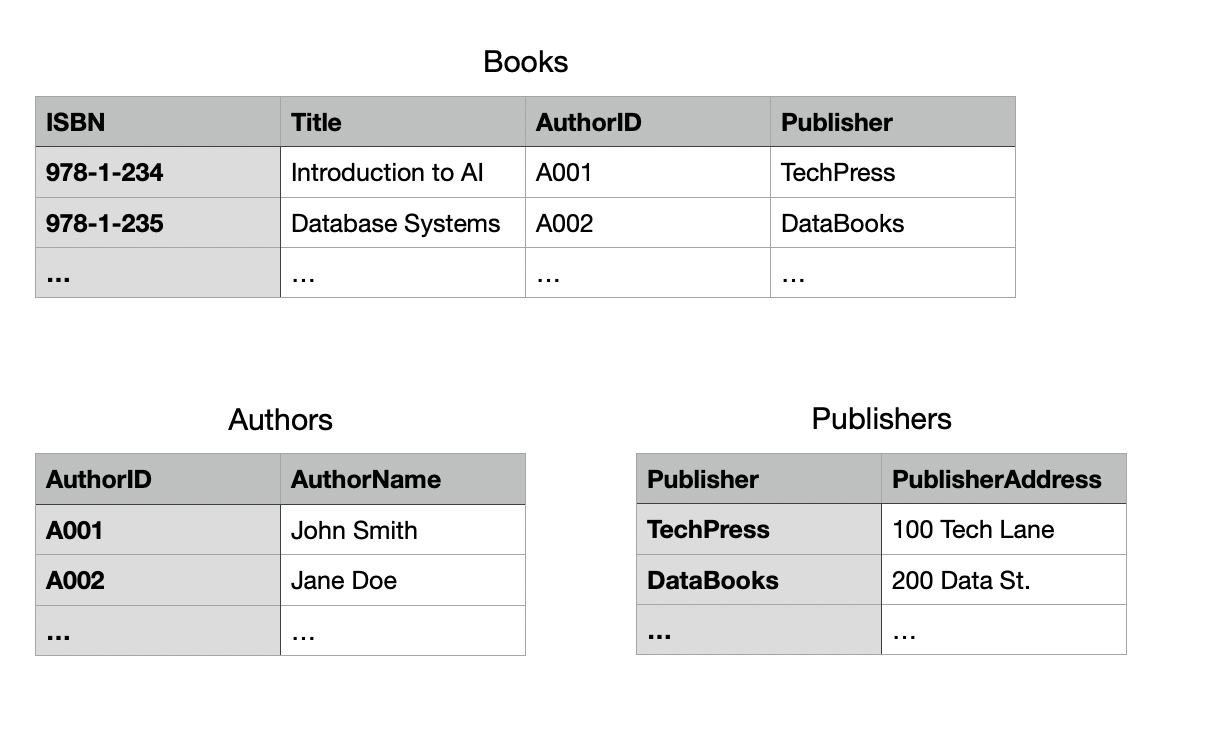 Books
ISBN Title AuthorID Publisher
978-1-234 Introduction to AI A001 TechPress
978-1-235 Database Systems A002 DataBooks
… … … …
Authors
AuthorID AuthorName
A001 John Smith
A002 Jane Doe
… …
Publishers
Publisher PublisherAddress
TechPress 100 Tech Lane
DataBooks 200 Data St.
… …